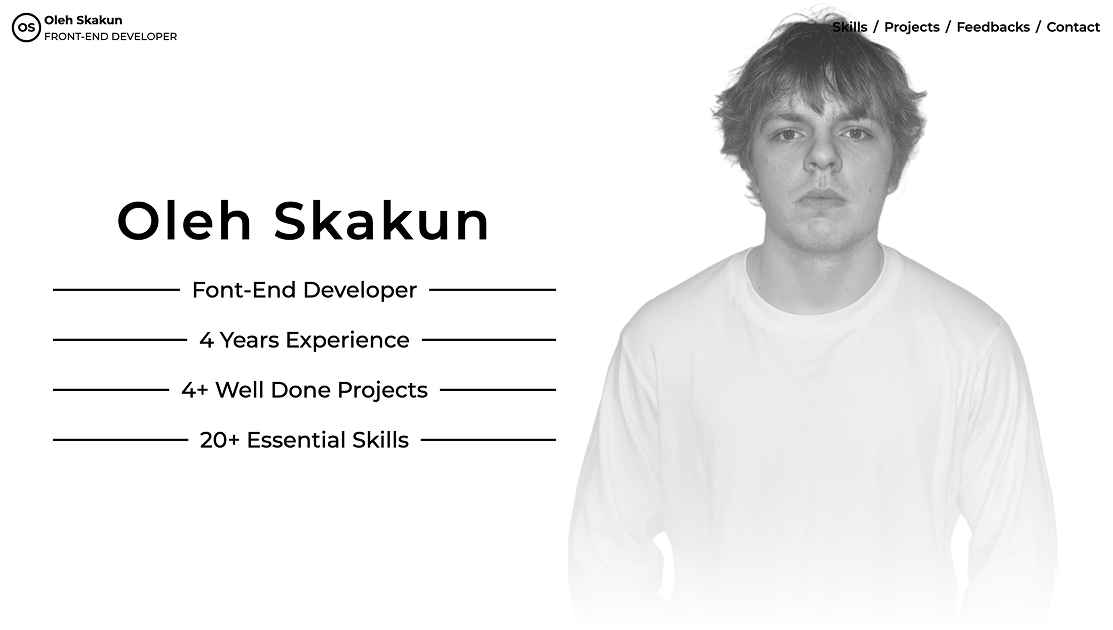 OS
Oleh Skakun
FRONT-END DEVELOPER
Skills / Projects / Feedbacks / Contact
Oleh Skakun
Font-End Developer
4 Years Experience
4+ Well Done Projects
20+ Essential Skills